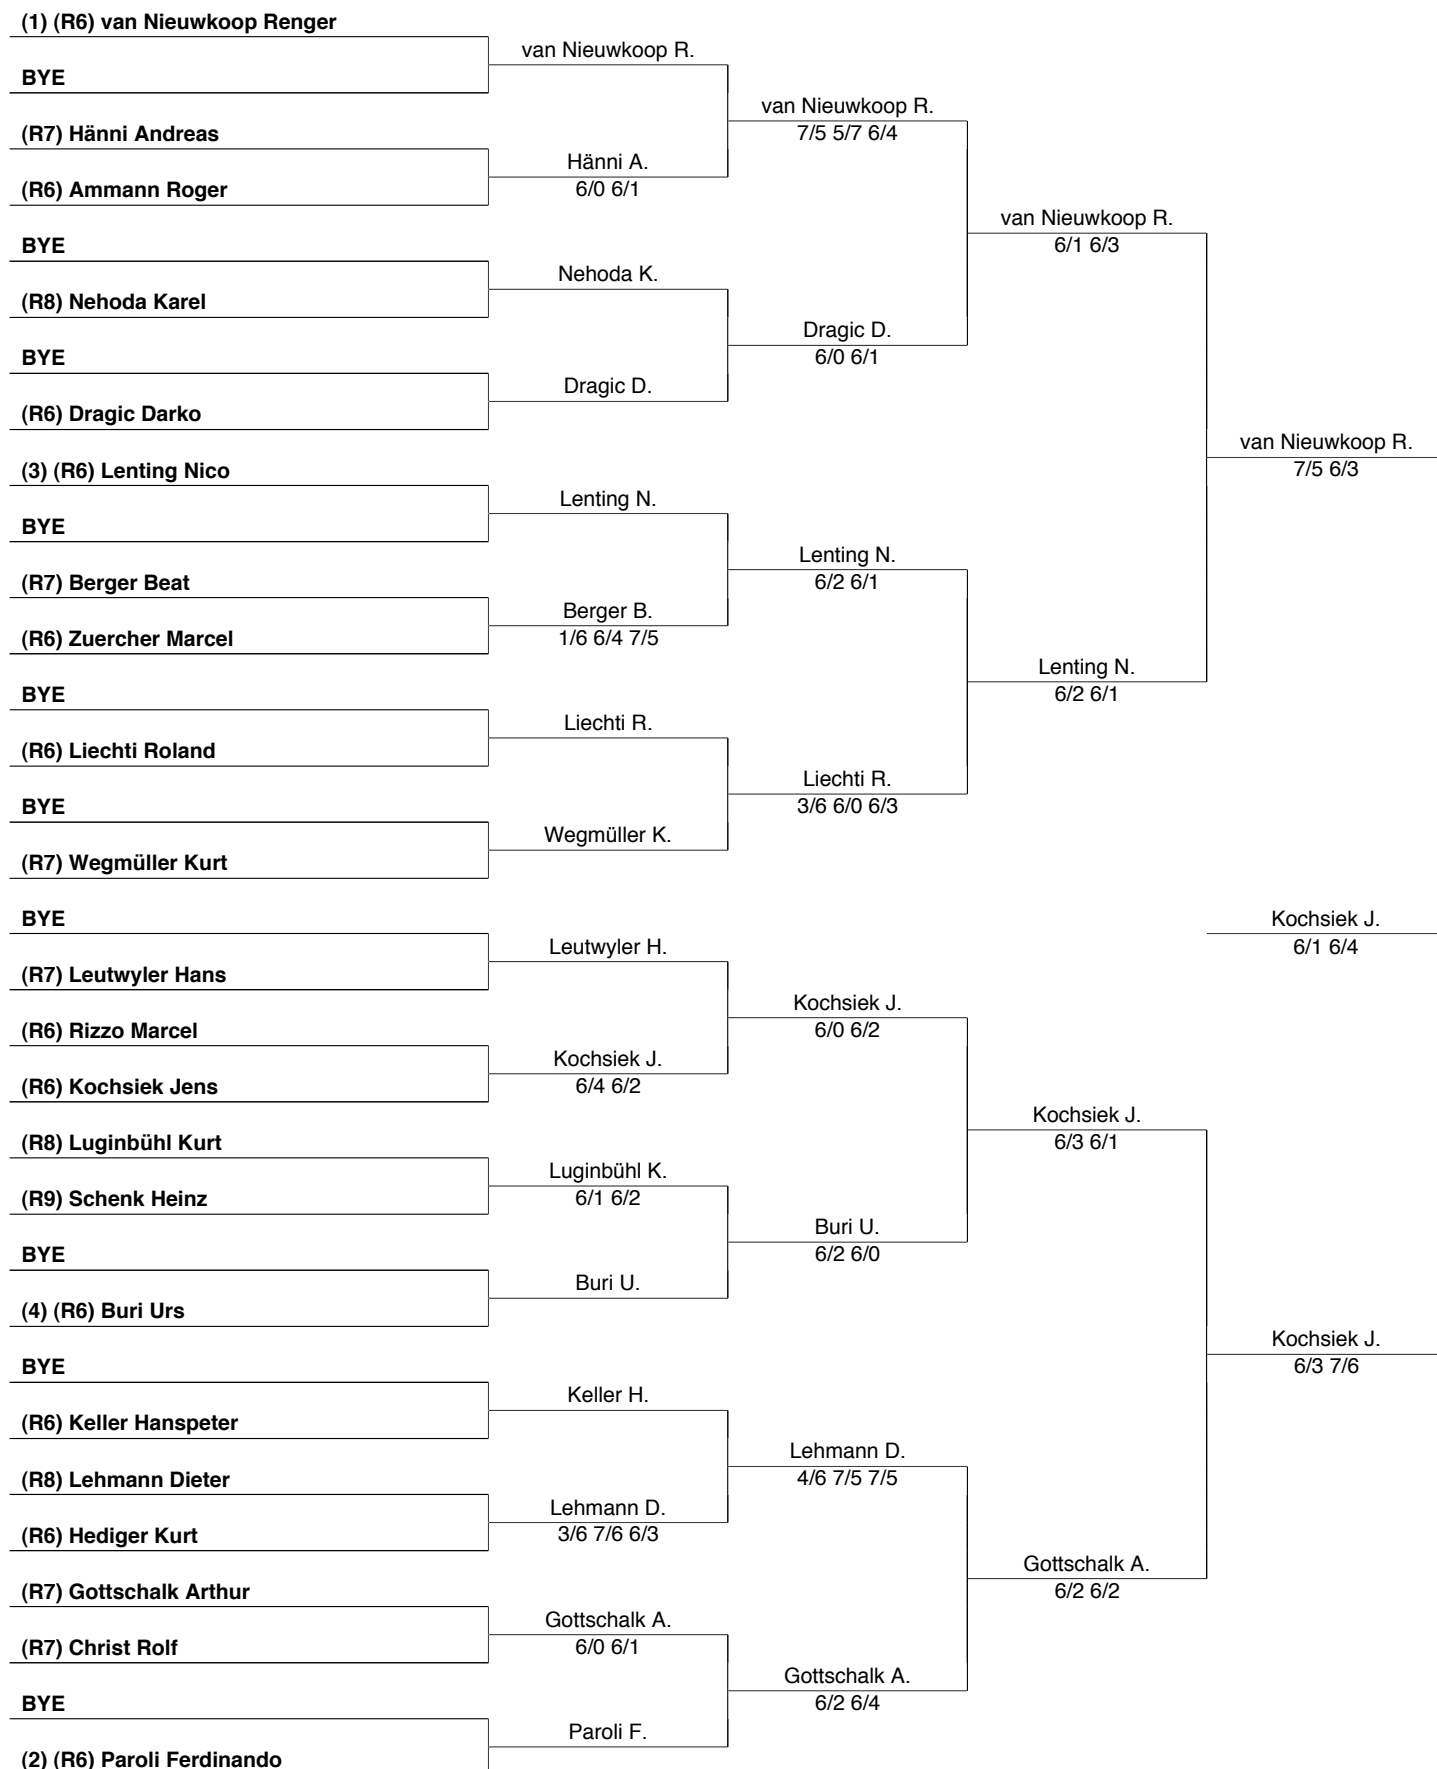 (1) (R6) van Nieuwkoop Renger
van Nieuwkoop R.
BYE
van Nieuwkoop R.
7/5 5/7 6/4
(R7) Hänni Andreas
Hänni A.
6/0 6/1
(R6) Ammann Roger
van Nieuwkoop R.
6/1 6/3
BYE
Nehoda K.
(R8) Nehoda Karel
Dragic D.
6/0 6/1
BYE
Dragic D.
(R6) Dragic Darko
van Nieuwkoop R.
7/5 6/3
(3) (R6) Lenting Nico
Lenting N.
BYE
Lenting N.
6/2 6/1
(R7) Berger Beat
Berger B.
1/6 6/4 7/5
(R6) Zuercher Marcel
Lenting N.
6/2 6/1
BYE
Liechti R.
(R6) Liechti Roland
Liechti R.
3/6 6/0 6/3
BYE
Wegmüller K.
(R7) Wegmüller Kurt
BYE
Kochsiek J.
6/1 6/4
Leutwyler H.
(R7) Leutwyler Hans
Kochsiek J.
6/0 6/2
(R6) Rizzo Marcel
Kochsiek J.
6/4 6/2
(R6) Kochsiek Jens
Kochsiek J.
6/3 6/1
(R8) Luginbühl Kurt
Luginbühl K.
6/1 6/2
(R9) Schenk Heinz
Buri U.
6/2 6/0
BYE
Buri U.
(4) (R6) Buri Urs
Kochsiek J.
6/3 7/6
BYE
Keller H.
(R6) Keller Hanspeter
Lehmann D.
4/6 7/5 7/5
(R8) Lehmann Dieter
Lehmann D.
3/6 7/6 6/3
(R6) Hediger Kurt
Gottschalk A.
6/2 6/2
(R7) Gottschalk Arthur
Gottschalk A.
6/0 6/1
(R7) Christ Rolf
Gottschalk A.
6/2 6/4
BYE
Paroli F.
(2) (R6) Paroli Ferdinando